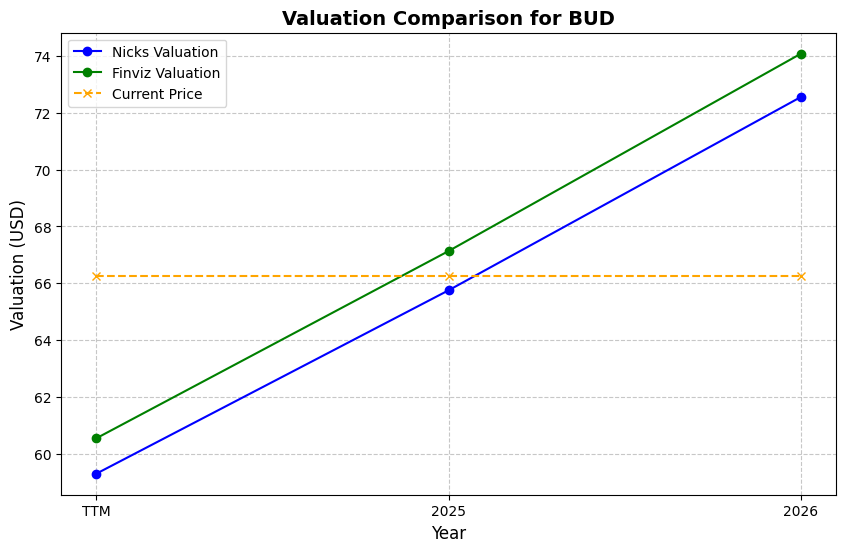 Valuation Comparison for BUD
Nicks Valuation
Finviz Valuation
Current Price
Valuation (USD)
74
72
70
68
66
64
62
60
TTM
2025
2026
Year